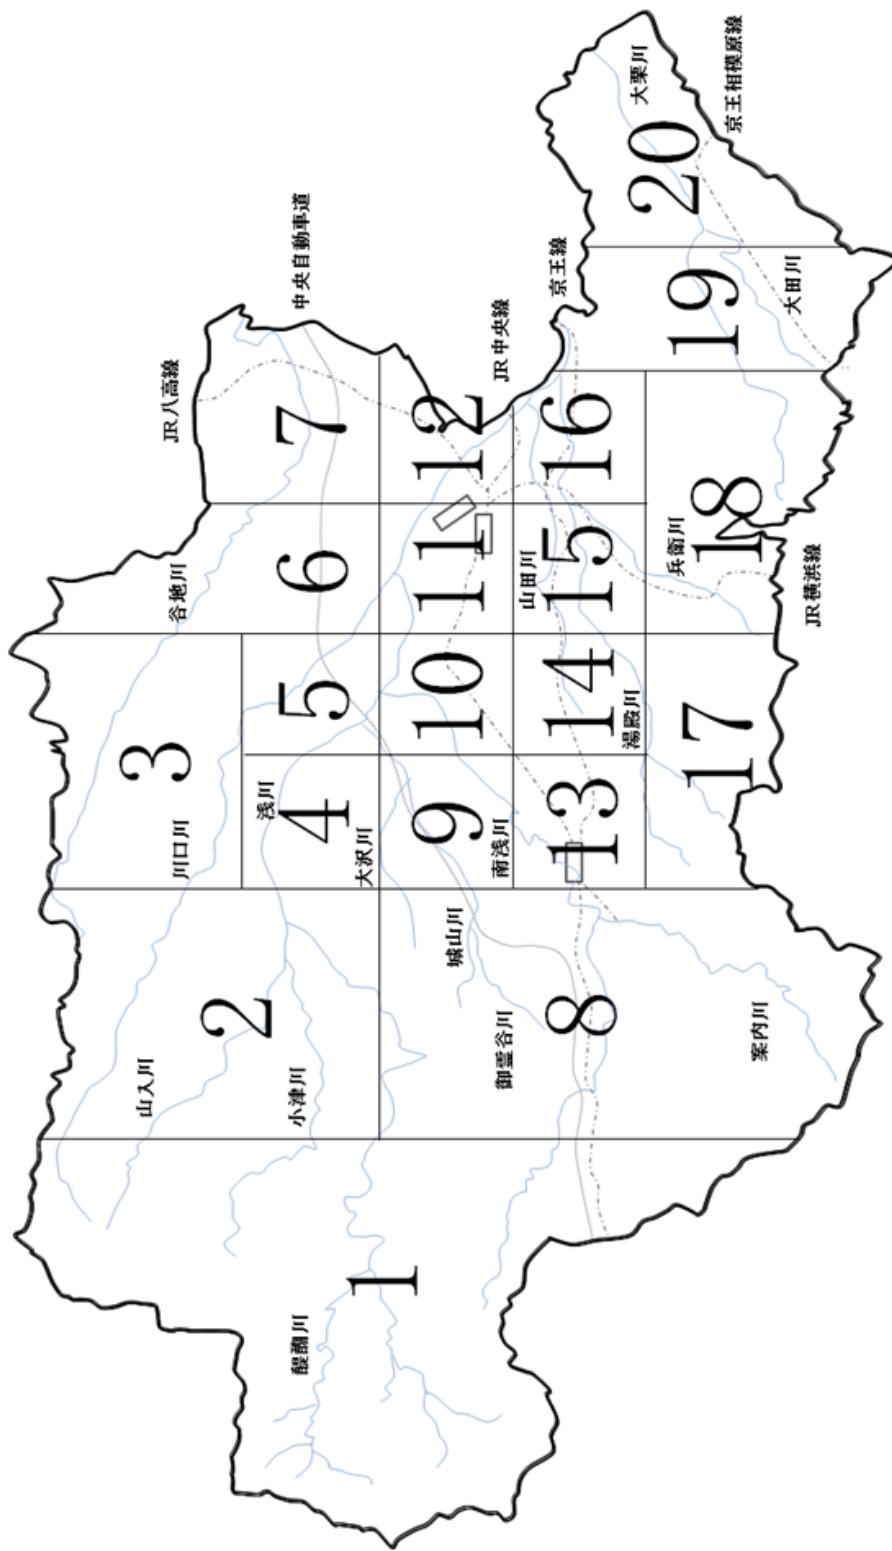 大栗川
京王相模原線
20
中央自動車道
京王線
19
大田川
JR八高線
JR中央線
7
12
16
兵衛川
18
谷地川
6
11
山田川
15
JR横浜線
3
5
10
14
湯殿川
17
川口川
浅川
4
大沢川
9
南浅川
13
城山川
2
8
山入川
小津川
御霊谷川
案内川
1
醍醐川